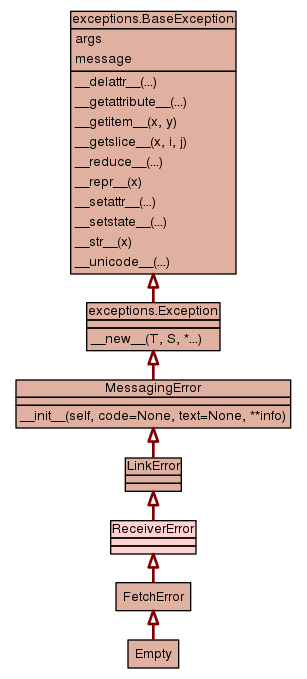 exceptions.BaseException
args
message
__delattr__(...)
__getattribute__(...)
__getitem__(x, y)
__getslice__(x, i, j)
__reduce__(...)
__repr__(x)
__setattr__(...)
__setstate__(...)
__str__(x)
__unicode__(...)
exceptions.Exception
__new__(T, S, *...)
MessagingError
__init__(self, code=None, text=None, **info)
LinkError
ReceiverError
FetchError
Empty